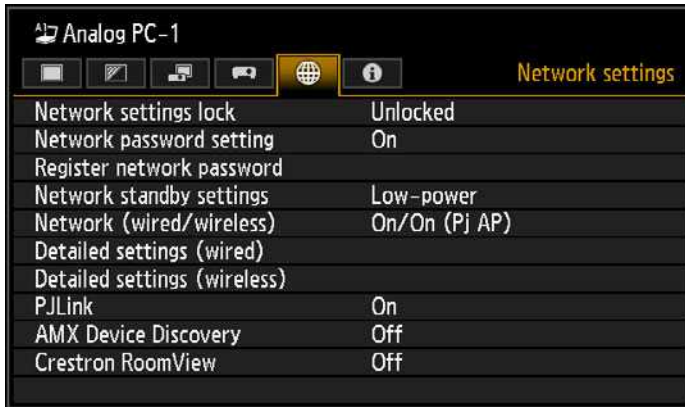 Analog PC-1
Network settings
Network settings lock Unlocked
Network password setting On
Register network password
Network standby settings Low-power
Network (wired/wireless) On/On (Pj AP)
Detailed settings (wired)
Detailed settings (wireless)
PJLink On
AMX Device Discovery Off
Crestron RoomView Off